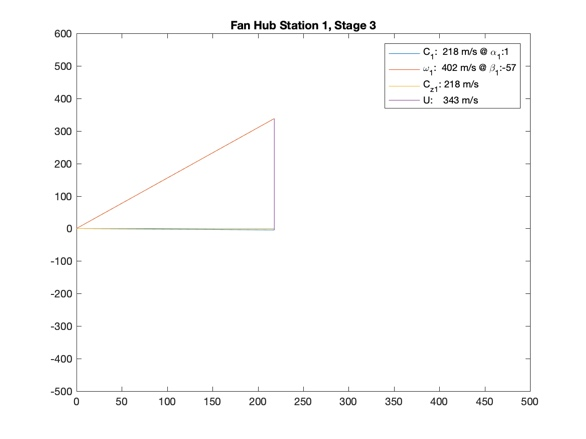 Fan Hub Station 1, Stage 3
600
500
400
300
200
100
0
-100
-200
-300
-400
-500
0 50 100 150 200 250 300 350 400 450 500
C1: 218 m/s @ α1:1
ω1: 402 m/s @ β1:-57
Cz1: 218 m/s
U: 343 m/s